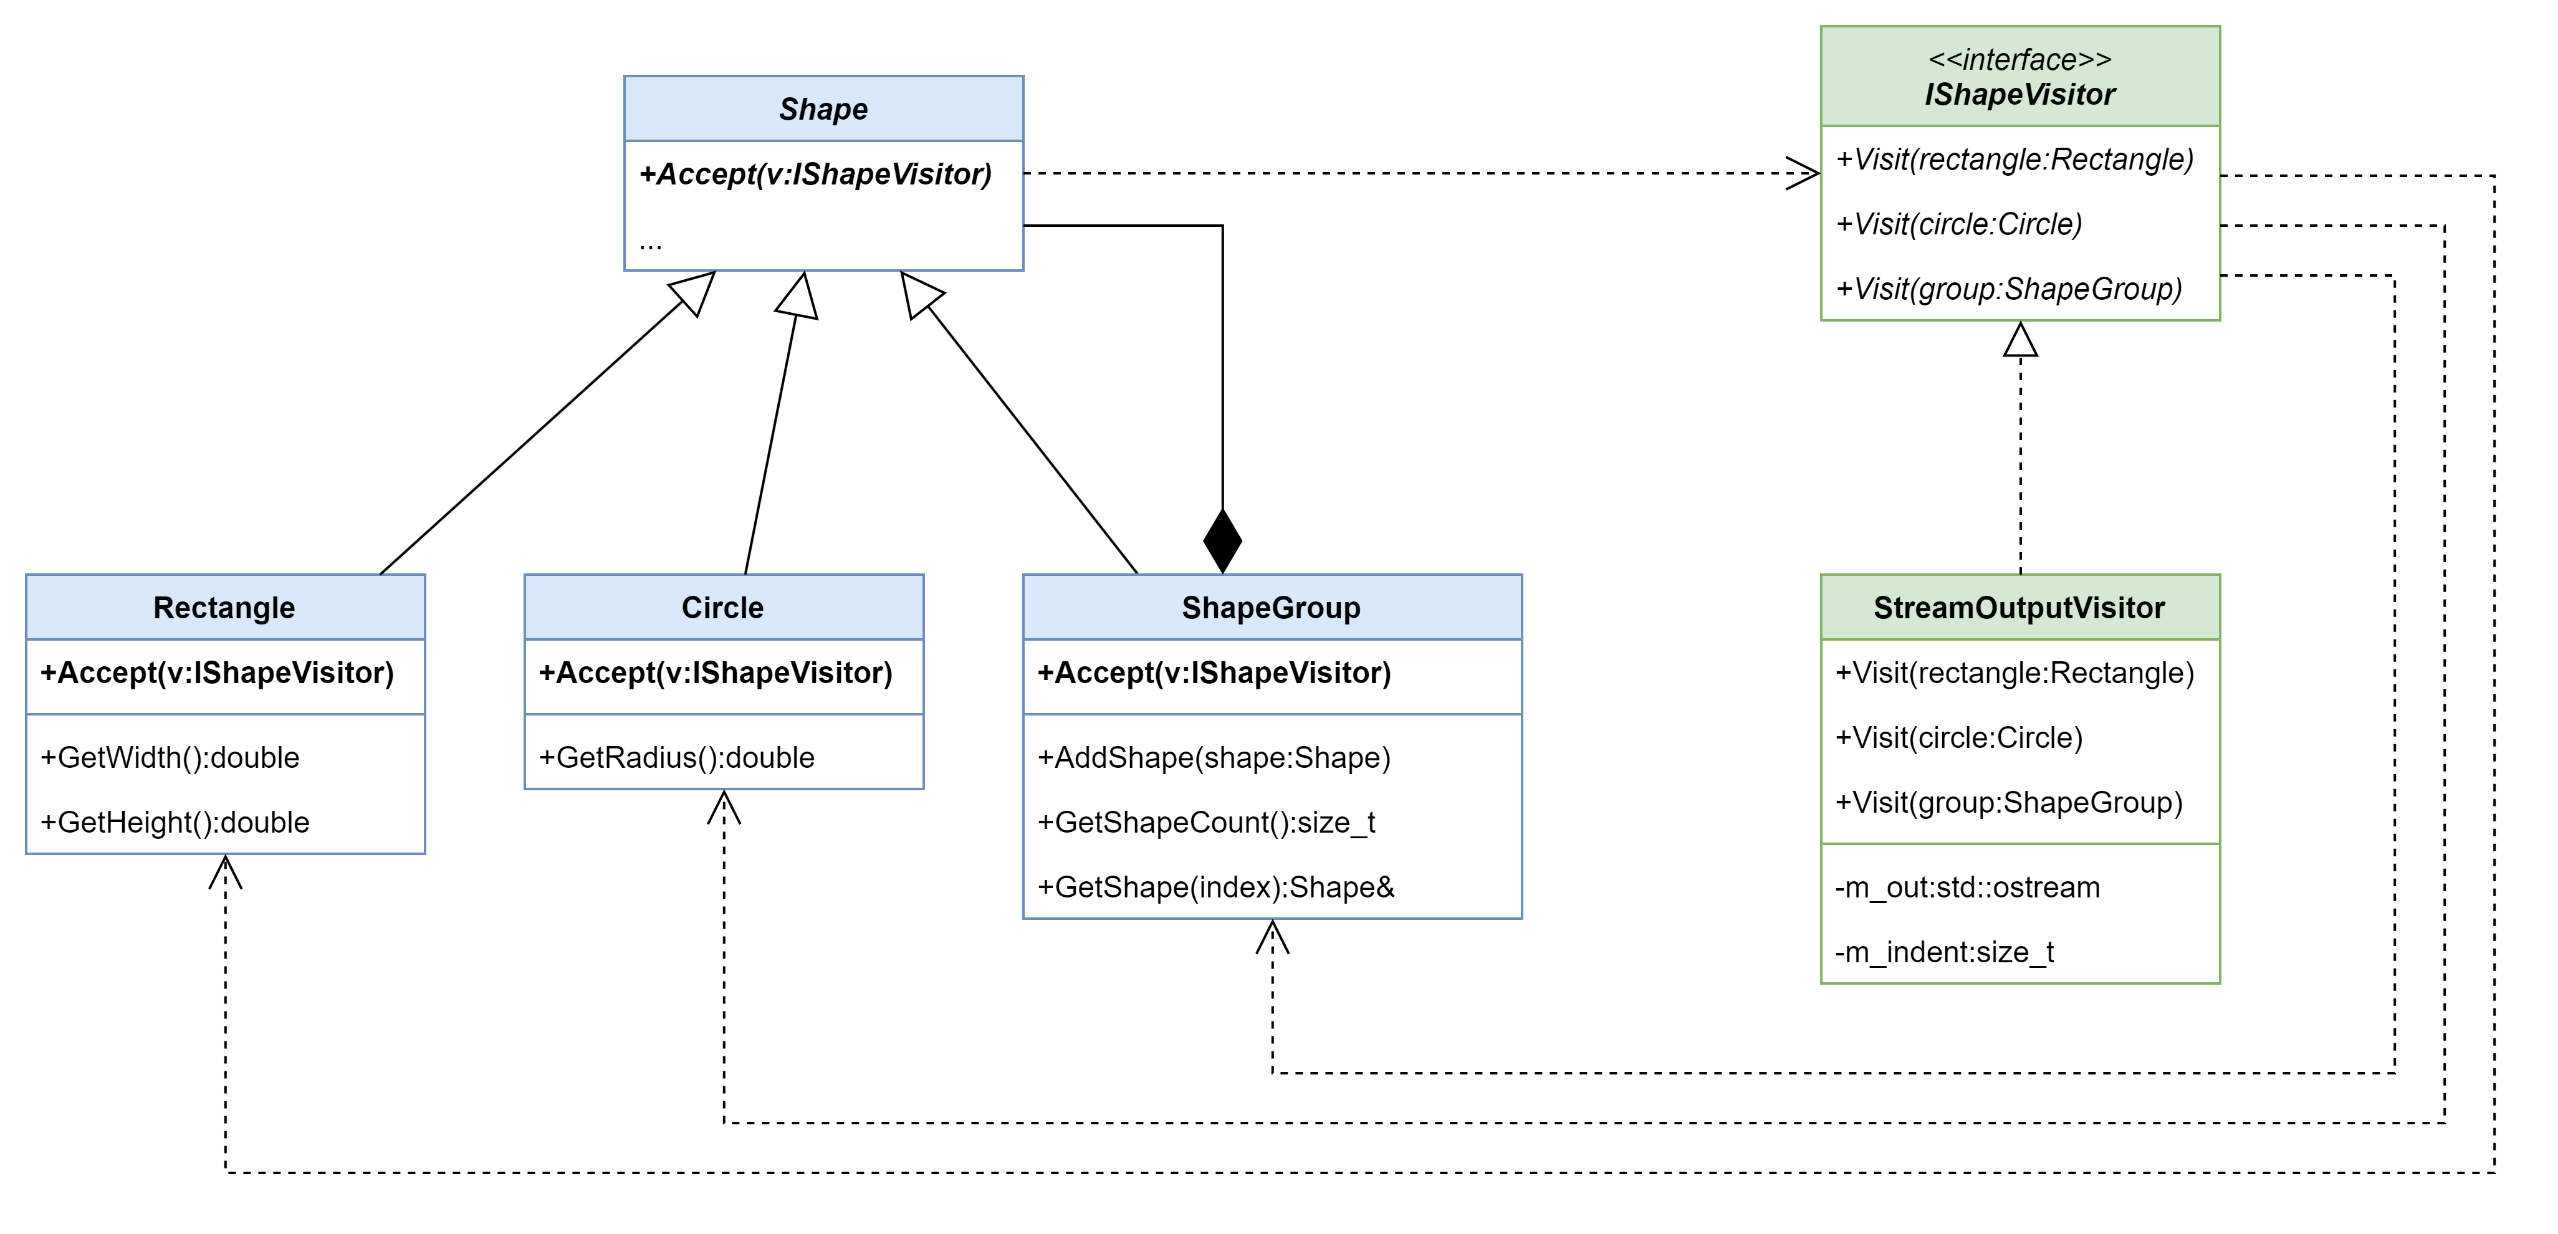 Shape
+Accept(v:IShapeVisitor)
...
<<interface>>
IShapeVisitor
+Visit(rectangle:Rectangle)
+Visit(circle:Circle)
+Visit(group:ShapeGroup)
Rectangle
+Accept(v:IShapeVisitor)
+GetWidth():double
+GetHeight():double
Circle
+Accept(v:IShapeVisitor)
+GetRadius():double
ShapeGroup
+Accept(v:IShapeVisitor)
+AddShape(shape:Shape)
+GetShapeCount():size_t
+GetShape(index):Shape&
StreamOutputVisitor
+Visit(rectangle:Rectangle)
+Visit(circle:Circle)
+Visit(group:ShapeGroup)
-m_out:std::ostream
-m_indent:size_t